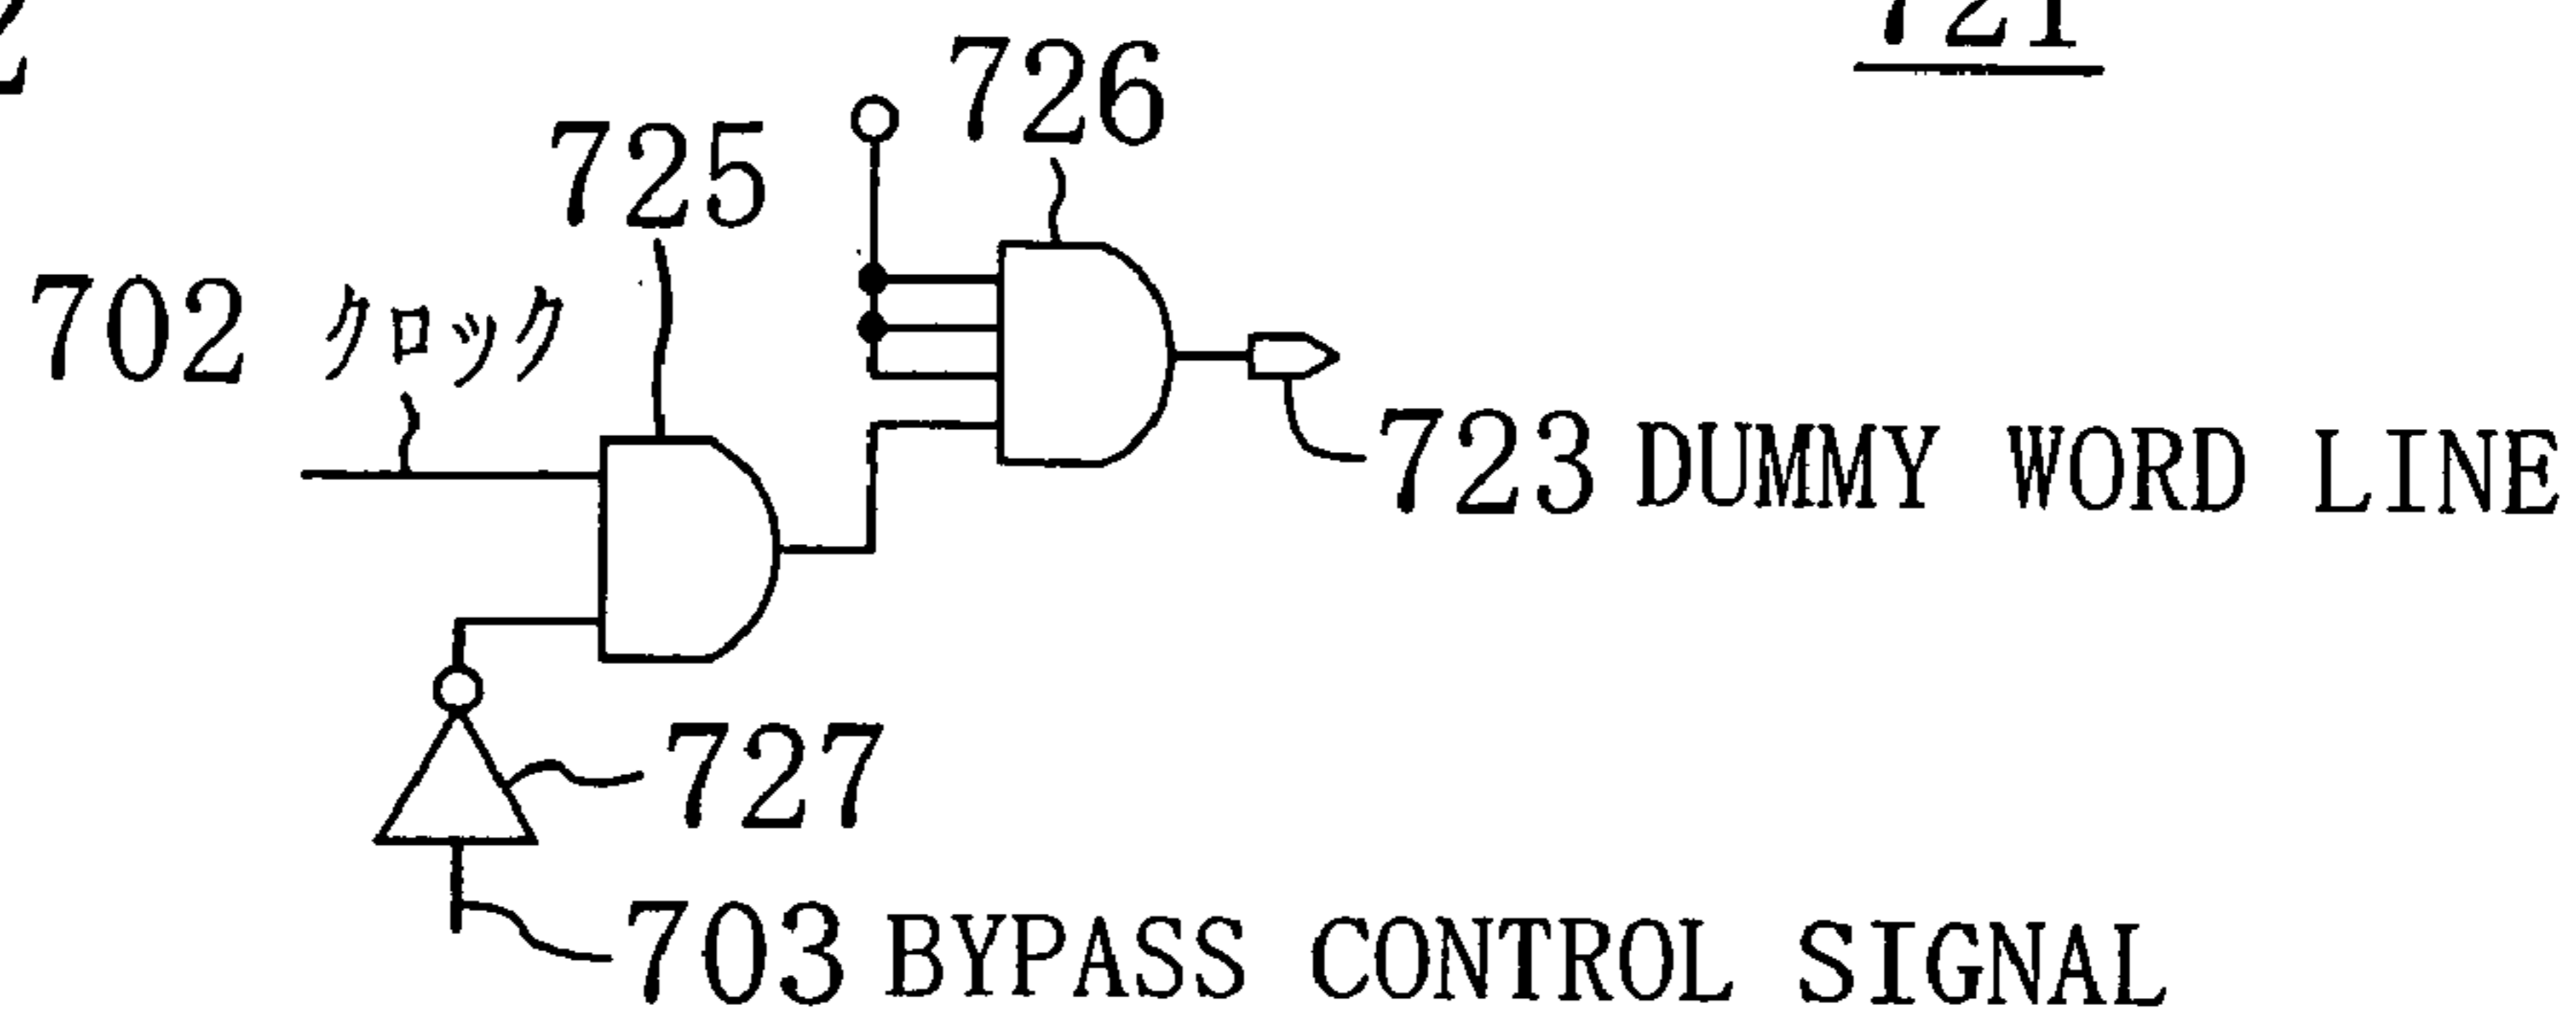 721
726
725
702 クロック
723 DUMMY WORD LINE
727
703 BYPASS CONTROL SIGNAL